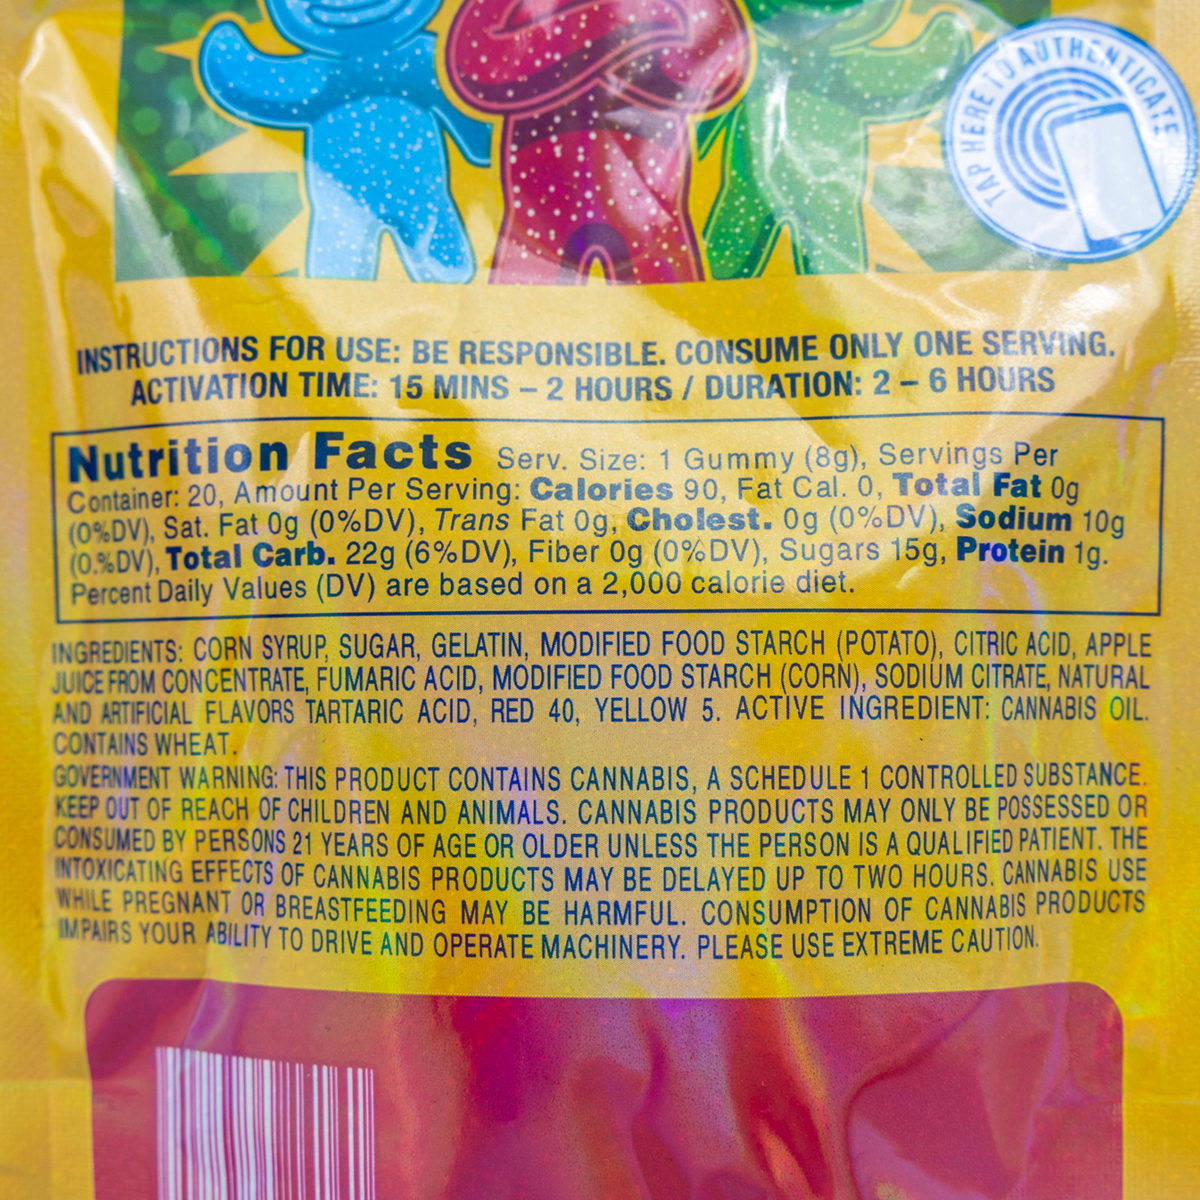 TAP HERE TO AUTHENTICATE
INSTRUCTIONS FOR USE: BE RESPONSIBLE. CONSUME ONLY ONE SERVING.
ACTIVATION TIME: 15 MINS – 2 HOURS / DURATION: 2 – 6 HOURS
Nutrition Facts Serv. Size: 1 Gummy (8g), Servings Per
Container: 20, Amount Per Serving: Calories 90, Fat Cal. 0, Total Fat 0g
(0%DV), Sat. Fat 0g (0%DV), Trans Fat 0g, Cholest. 0g (0%DV), Sodium 10g
(0.%DV), Total Carb. 22g (6%DV), Fiber 0g (0%DV), Sugars 15g, Protein 1g.
Percent Daily Values (DV) are based on a 2,000 calorie diet.
INGREDIENTS: CORN SYRUP, SUGAR, GELATIN, MODIFIED FOOD STARCH (POTATO), CITRIC ACID, APPLE
JUICE FROM CONCENTRATE, FUMARIC ACID, MODIFIED FOOD STARCH (CORN), SODIUM CITRATE, NATURAL
AND ARTIFICIAL FLAVORS TARTARIC ACID, RED 40, YELLOW 5. ACTIVE INGREDIENT: CANNABIS OIL.
CONTAINS WHEAT.
GOVERNMENT WARNING: THIS PRODUCT CONTAINS CANNABIS, A SCHEDULE 1 CONTROLLED SUBSTANCE.
KEEP OUT OF REACH OF CHILDREN AND ANIMALS. CANNABIS PRODUCTS MAY ONLY BE POSSESSED OR
CONSUMED BY PERSONS 21 YEARS OF AGE OR OLDER UNLESS THE PERSON IS A QUALIFIED PATIENT. THE
INTOXICATING EFFECTS OF CANNABIS PRODUCTS MAY BE DELAYED UP TO TWO HOURS. CANNABIS USE
WHILE PREGNANT OR BREASTFEEDING MAY BE HARMFUL. CONSUMPTION OF CANNABIS PRODUCTS
IMPAIRS YOUR ABILITY TO DRIVE AND OPERATE MACHINERY. PLEASE USE EXTREME CAUTION.